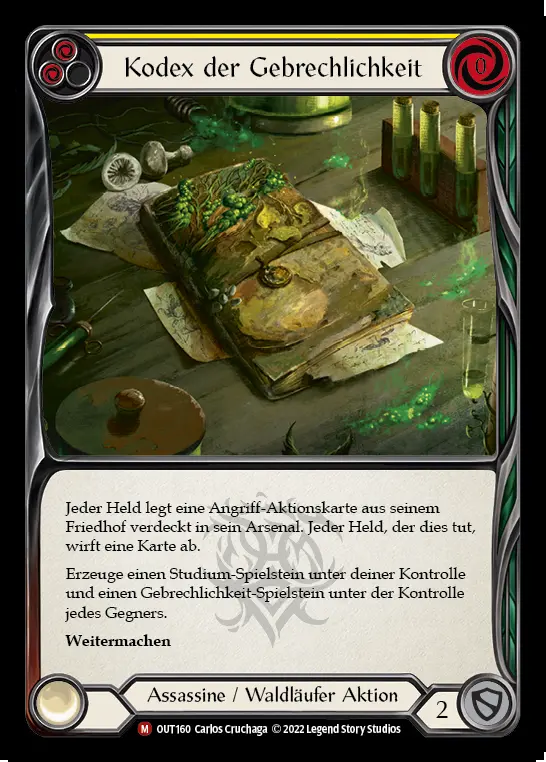 Kodex der Gebrechlichkeit
0
Jeder Held legt eine Angriff-Aktionskarte aus seinem
Friedhof verdeckt in sein Arsenal. Jeder Held, der dies tut,
wirft eine Karte ab.
Erzeuge einen Studium-Spielstein unter deiner Kontrolle
und einen Gebrechlichkeit-Spielstein unter der Kontrolle
jedes Gegners.
Weitermachen
Assassine / Waldläufer Aktion
2
M OUT160 Carlos Cruchaga © 2022 Legend Story Studios